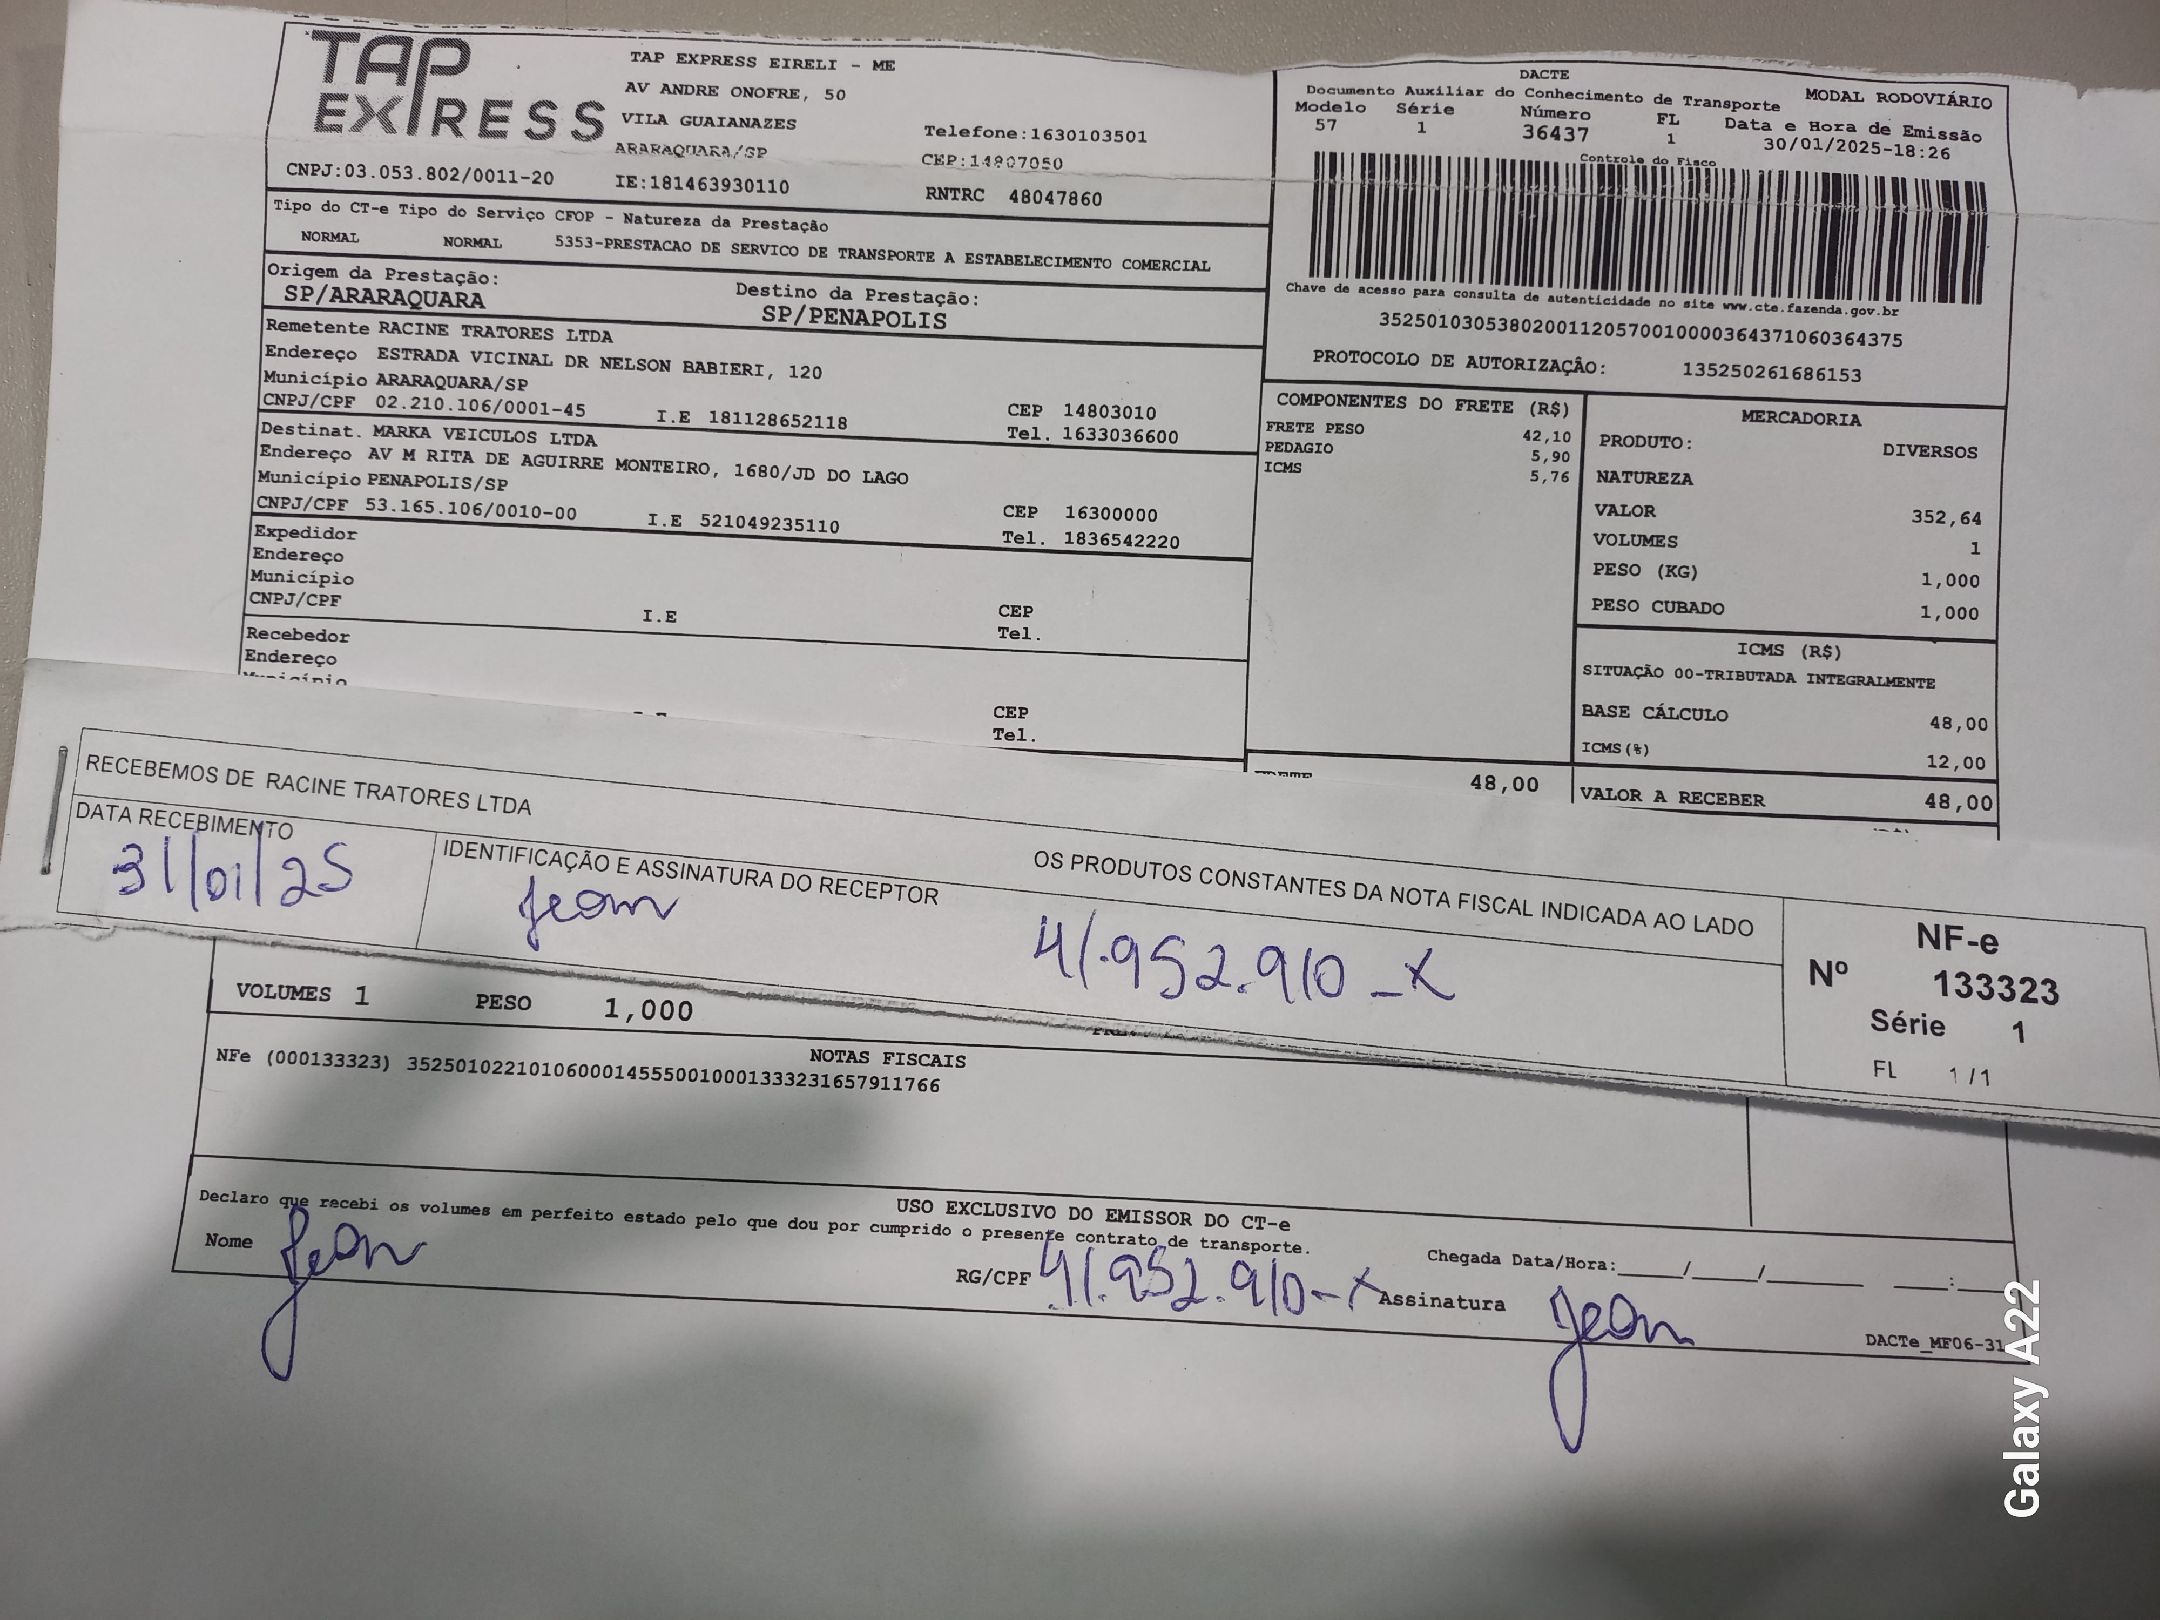 TAP EXPRESS
TAP EXPRESS EIRELI - ME
AV ANDRE ONOFRE, 50
VILA GUAIANAZES
Telefone:1630103501
ARARAQUARA/SP
CEP:14807050
CNPJ:03.053.802/0011-20
IE:181463930110
RNTRC 48047860
DACTE
Documento Auxiliar do Conhecimento de Transporte
MODAL RODOVIÁRIO
Modelo Série Número FL Data e Hora de Emissão
57 1 36437 1 30/01/2025-18:26
Controle do Fisco
Chave de acesso para consulta de autenticidade no site www.cte.fazenda.gov.br
35250103053802001120570010000364371060364375
PROTOCOLO DE AUTORIZAÇÃO: 135250261686153
Tipo do CT-e Tipo do Serviço CFOP - Natureza da Prestação
NORMAL NORMAL 5353-PRESTACAO DE SERVICO DE TRANSPORTE A ESTABELECIMENTO COMERCIAL
Origem da Prestação:
SP/ARARAQUARA
Destino da Prestação:
SP/PENAPOLIS
Remetente RACINE TRATORES LTDA
Endereço ESTRADA VICINAL DR NELSON BABIERI, 120
Município ARARAQUARA/SP
CEP 14803010
CNPJ/CPF 02.210.106/0001-45 I.E 181128652118
Tel. 1633036600
Destinat. MARKA VEICULOS LTDA
Endereço AV M RITA DE AGUIRRE MONTEIRO, 1680/JD DO LAGO
Município PENAPOLIS/SP
CEP 16300000
CNPJ/CPF 53.165.106/0010-00 I.E 521049235110
Tel. 1836542220
Expedidor
Endereço
Município
CEP
CNPJ/CPF I.E
Tel.
Recebedor
Endereço
Município
CEP
Tel.
COMPONENTES DO FRETE (R$)
FRETE PESO 42,10
PEDAGIO 5,90
ICMS 5,76
48,00
MERCADORIA
PRODUTO: DIVERSOS
NATUREZA
VALOR 352,64
VOLUMES 1
PESO (KG) 1,000
PESO CUBADO 1,000
ICMS (R$)
SITUAÇÃO 00-TRIBUTADA INTEGRALMENTE
BASE CÁLCULO 48,00
ICMS(%) 12,00
VALOR A RECEBER 48,00
RECEBEMOS DE RACINE TRATORES LTDA
OS PRODUTOS CONSTANTES DA NOTA FISCAL INDICADA AO LADO
DATA RECEBIMENTO
31/01/25
IDENTIFICAÇÃO E ASSINATURA DO RECEPTOR
Jean 41.952.910-X
NF-e
Nº 133323
Série 1
FL 1/1
VOLUMES 1 PESO 1,000
NOTAS FISCAIS
NFe (000133323) 35250102210106000145550010001333231657911766
USO EXCLUSIVO DO EMISSOR DO CT-e
Declaro que recebi os volumes em perfeito estado pelo que dou por cumprido o presente contrato de transporte.
Nome Jean
RG/CPF 41.952.910-X
Chegada Data/Hora:____/____/______ ____:____
Assinatura Jean
DACTe_MF06-31
Galaxy A22